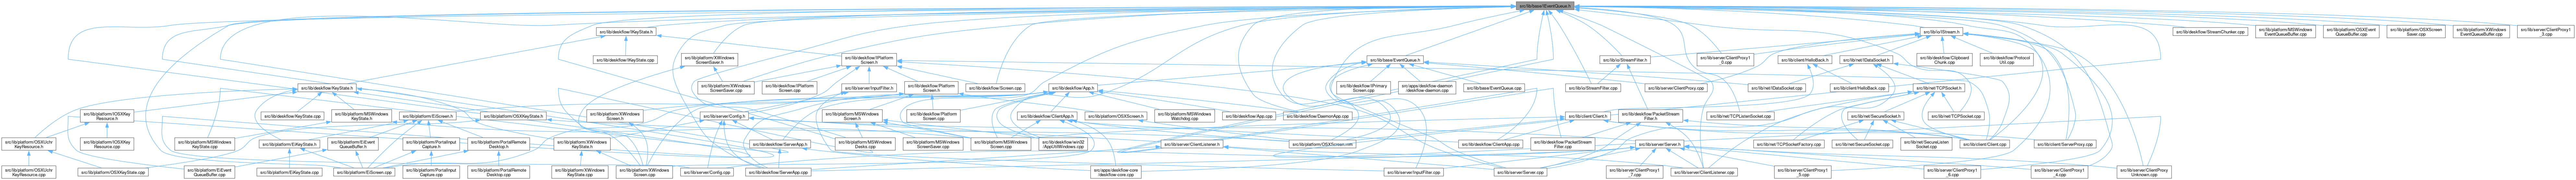 src/lib/base/IEventQueue.h
src/lib/deskflow/IKeyState.h
src/lib/io/IStream.h
src/lib/deskflow/StreamChunker.cpp
src/lib/platform/MSWindows
EventQueueBuffer.cpp
src/lib/platform/OSXEvent
QueueBuffer.cpp
src/lib/platform/OSXScreen
Saver.cpp
src/lib/platform/XWindows
EventQueueBuffer.cpp
src/lib/server/ClientProxy1
_3.cpp
src/lib/deskflow/IKeyState.cpp
src/lib/platform/XWindows
ScreenSaver.h
src/lib/deskflow/IPlatform
Screen.h
src/lib/base/EventQueue.h
src/lib/io/StreamFilter.h
src/lib/server/ClientProxy1
_0.cpp
src/lib/client/HelloBack.h
src/lib/net/IDataSocket.h
src/lib/deskflow/Clipboard
Chunk.cpp
src/lib/deskflow/Protocol
Util.cpp
src/lib/deskflow/KeyState.h
src/lib/platform/XWindows
ScreenSaver.cpp
src/lib/deskflow/IPlatform
Screen.cpp
src/lib/server/InputFilter.h
src/lib/deskflow/Platform
Screen.h
src/lib/deskflow/Screen.cpp
src/lib/deskflow/App.h
src/lib/deskflow/IPrimary
Screen.cpp
src/apps/deskflow-daemon
/deskflow-daemon.cpp
src/lib/base/EventQueue.cpp
src/lib/io/StreamFilter.cpp
src/lib/server/ClientProxy.cpp
src/lib/net/IDataSocket.cpp
src/lib/client/HelloBack.cpp
src/lib/net/TCPSocket.h
src/lib/platform/IOSXKey
Resource.h
src/lib/deskflow/KeyState.cpp
src/lib/platform/MSWindows
KeyState.h
src/lib/platform/EiScreen.h
src/lib/platform/OSXKeyState.h
src/lib/platform/XWindows
Screen.h
src/lib/server/Config.h
src/lib/deskflow/Platform
Screen.cpp
src/lib/platform/MSWindows
Screen.h
src/lib/deskflow/ClientApp.h
src/lib/platform/OSXScreen.h
src/lib/platform/MSWindows
Watchdog.cpp
src/lib/deskflow/App.cpp
src/lib/deskflow/DaemonApp.cpp
src/lib/client/Client.h
src/lib/deskflow/PacketStream
Filter.h
src/lib/net/TCPListenSocket.cpp
src/lib/net/SecureSocket.h
src/lib/net/TCPSocket.cpp
src/lib/platform/OSXUchr
KeyResource.h
src/lib/platform/IOSXKey
Resource.cpp
src/lib/platform/MSWindows
KeyState.cpp
src/lib/platform/EiKeyState.h
src/lib/platform/EiEvent
QueueBuffer.h
src/lib/platform/PortalInput
Capture.h
src/lib/platform/PortalRemote
Desktop.h
src/lib/platform/XWindows
KeyState.h
src/lib/deskflow/ServerApp.h
src/lib/platform/MSWindows
Desks.cpp
src/lib/platform/MSWindows
ScreenSaver.cpp
src/lib/platform/MSWindows
Screen.cpp
src/lib/deskflow/win32
/AppUtilWindows.cpp
src/lib/server/ClientListener.h
src/lib/platform/OSXScreen.mm
src/lib/deskflow/ClientApp.cpp
src/lib/deskflow/PacketStream
Filter.cpp
src/lib/server/Server.h
src/lib/net/TCPSocketFactory.cpp
src/lib/net/SecureSocket.cpp
src/lib/net/SecureListen
Socket.cpp
src/lib/client/Client.cpp
src/lib/server/ClientProxy.cpp
src/lib/platform/OSXUchr
KeyResource.cpp
src/lib/platform/OSXKeyState.cpp
src/lib/platform/EiEvent
QueueBuffer.cpp
src/lib/platform/EiKeyState.cpp
src/lib/platform/EiScreen.cpp
src/lib/platform/PortalInput
Capture.cpp
src/lib/platform/PortalRemote
Desktop.cpp
src/lib/platform/XWindows
KeyState.cpp
src/lib/platform/XWindows
Screen.cpp
src/lib/server/Config.cpp
src/lib/deskflow/ServerApp.cpp
src/apps/deskflow-core
/deskflow-core.cpp
src/lib/server/InputFilter.cpp
src/lib/server/Server.cpp
src/lib/server/ClientProxy1
_7.cpp
src/lib/server/ClientListener.cpp
src/lib/server/ClientProxy1
_5.cpp
src/lib/server/ClientProxy1
_6.cpp
src/lib/server/ClientProxy1
_4.cpp
src/lib/server/ClientProxy
Unknown.cpp